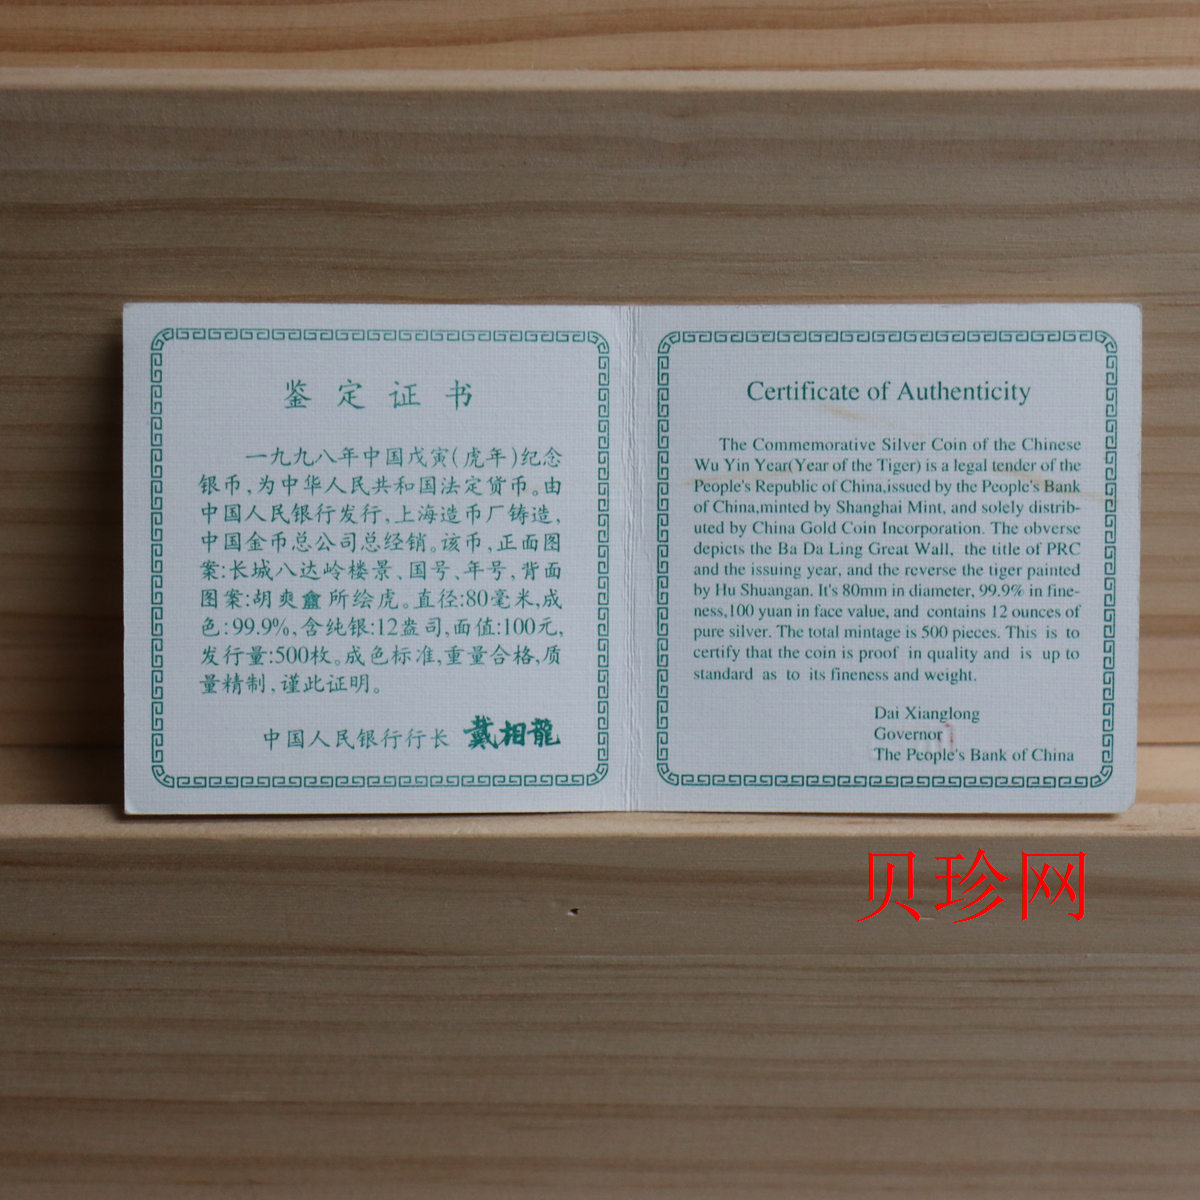 鉴定证书
一九九八年中国戊寅(虎年)纪念
银币,为中华人民共和国法定货币。由
中国人民银行发行,上海造币厂铸造,
中国金币总公司总经销。该币,正面图
案:长城八达岭楼景、国号、年号,背面
图案:胡爽盦所绘虎。直径:80毫米,成
色:99.9%,含纯银:12盎司,面值:100元,
发行量:500枚。成色标准,重量合格,质
量精制,谨此证明。
中国人民银行行长 戴相龍
Certificate of Authenticity
The Commemorative Silver Coin of the Chinese
Wu Yin Year(Year of the Tiger) is a legal tender of the
People's Republic of China,issued by the People's Bank
of China,minted by Shanghai Mint, and solely distrib-
uted by China Gold Coin Incorporation. The obverse
depicts the Ba Da Ling Great Wall, the title of PRC
and the issuing year, and the reverse the tiger painted
by Hu Shuangan. It's 80mm in diameter, 99.9% in fine-
ness,100 yuan in face value, and contains 12 ounces of
pure silver. The total mintage is 500 pieces. This is to
certify that the coin is proof in quality and is up to
standard as to its fineness and weight.
Dai Xianglong
Governor
The People's Bank of China
贝珍网